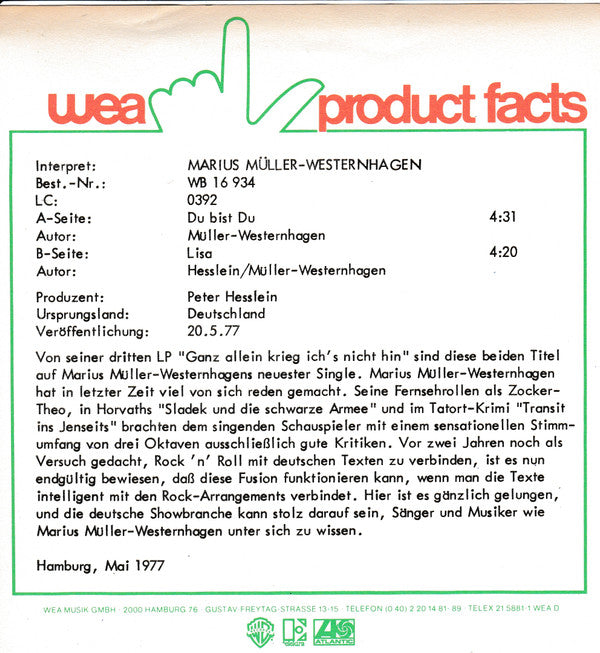 wea product facts
Interpret: MARIUS MÜLLER-WESTERNHAGEN
Best.-Nr.: WB 16 934
LC: 0392
A-Seite: Du bist Du 4:31
Autor: Müller-Westernhagen
B-Seite: Lisa 4:20
Autor: Hesslein/Müller-Westernhagen
Produzent: Peter Hesslein
Ursprungsland: Deutschland
Veröffentlichung: 20.5.77
Von seiner dritten LP "Ganz allein krieg ich's nicht hin" sind diese beiden Titel
auf Marius Müller-Westernhagens neuester Single. Marius Müller-Westernhagen
hat in letzter Zeit viel von sich reden gemacht. Seine Fernsehrollen als Zocker-
Theo, in Horvaths "Sladek und die schwarze Armee" und im Tatort-Krimi "Transit
ins Jenseits" brachten dem singenden Schauspieler mit einem sensationellen Stimm-
umfang von drei Oktaven ausschließlich gute Kritiken. Vor zwei Jahren noch als
Versuch gedacht, Rock 'n' Roll mit deutschen Texten zu verbinden, ist es nun
endgültig bewiesen, daß diese Fusion funktionieren kann, wenn man die Texte
intelligent mit den Rock-Arrangements verbindet. Hier ist es gänzlich gelungen,
und die deutsche Showbranche kann stolz darauf sein, Sänger und Musiker wie
Marius Müller-Westernhagen unter sich zu wissen.
Hamburg, Mai 1977
WEA MUSIK GMBH · 2000 HAMBURG 76 · GUSTAV-FREYTAG-STRASSE 13-15 · TELEFON (0 40) 2 20 14 81-89 · TELEX 21 5881-1 WEA D
elektra ATLANTIC